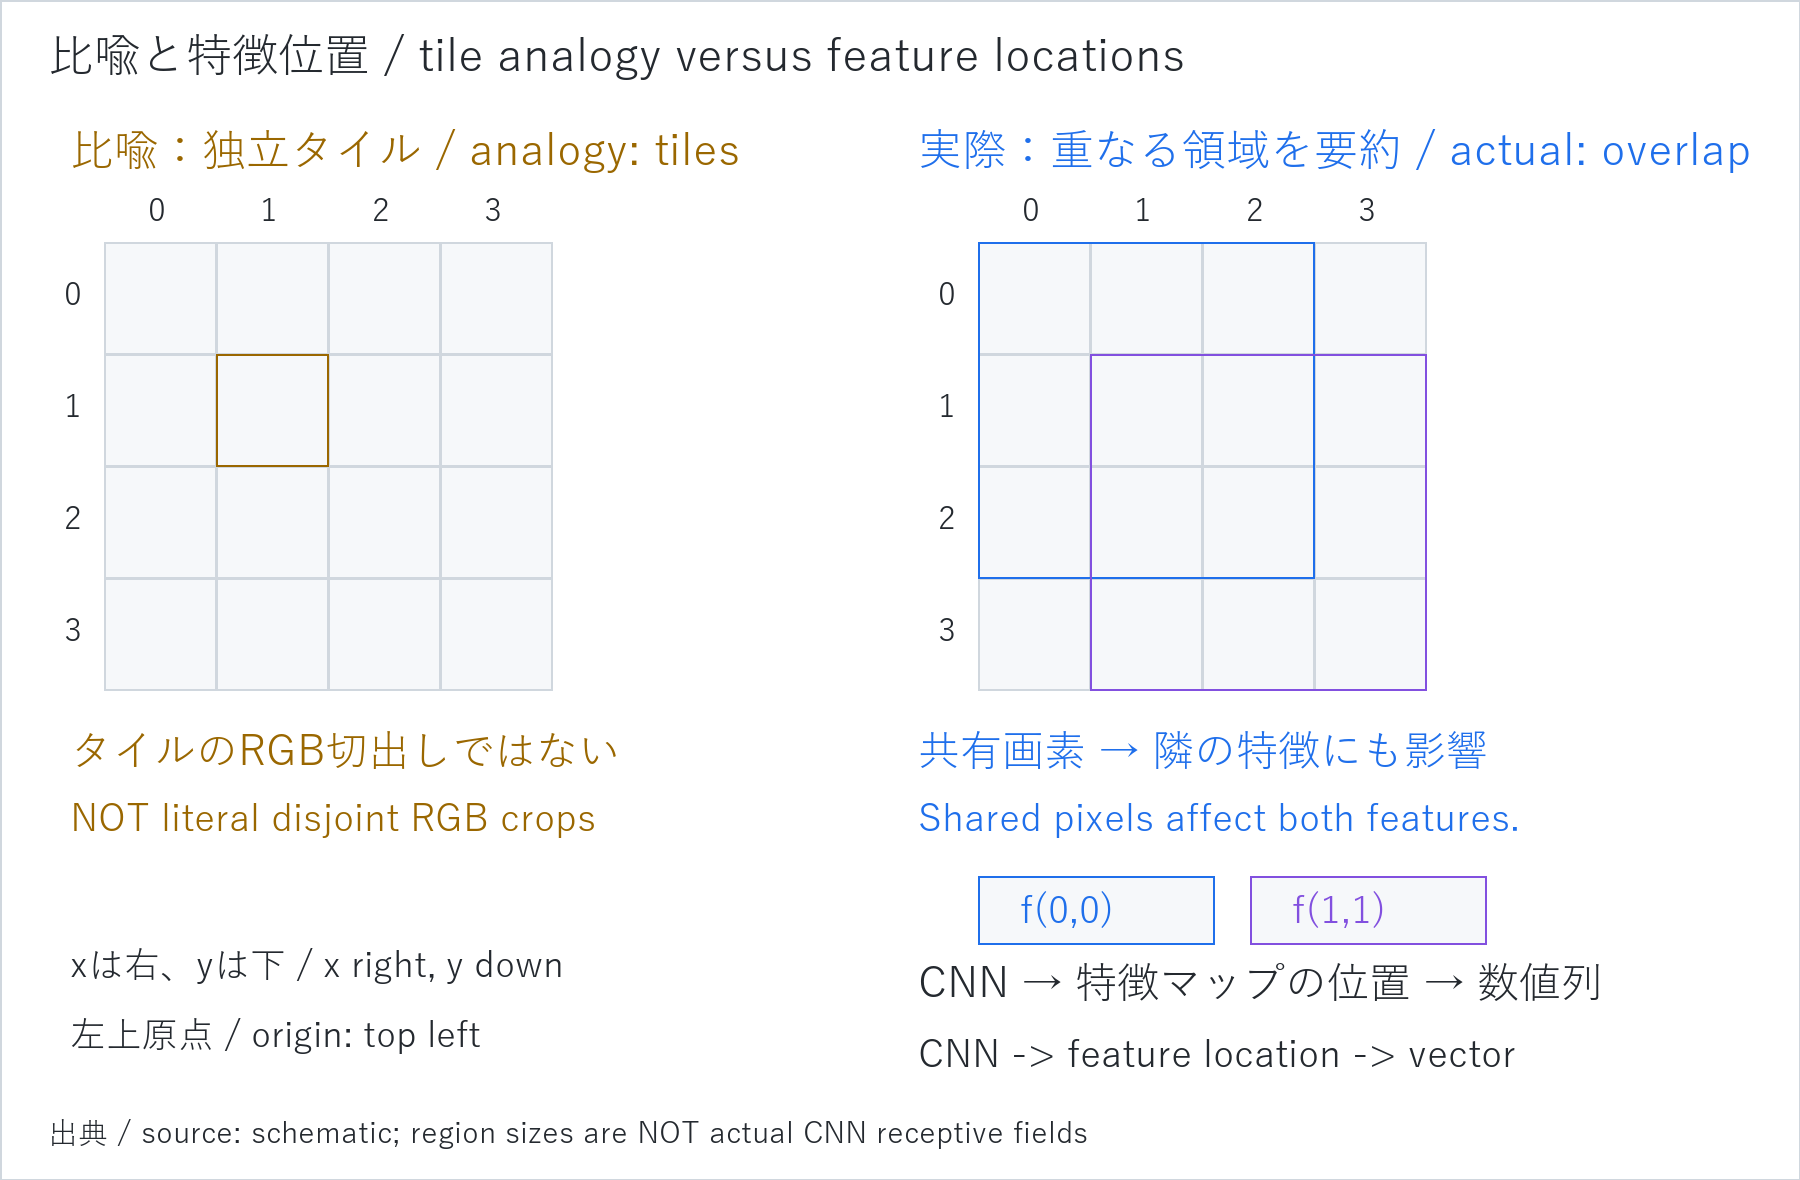 比喩と特徴位置 / tile analogy versus feature locations
比喩：独立タイル / analogy: tiles
0 1 2 3
0
1
2
3
タイルのRGB切出しではない
NOT literal disjoint RGB crops
xは右、yは下 / x right, y down
左上原点 / origin: top left
実際：重なる領域を要約 / actual: overlap
0 1 2 3
0
1
2
3
共有画素 → 隣の特徴にも影響
Shared pixels affect both features.
f(0,0) f(1,1)
CNN → 特徴マップの位置 → 数値列
CNN -> feature location -> vector
出典 / source: schematic; region sizes are NOT actual CNN receptive fields